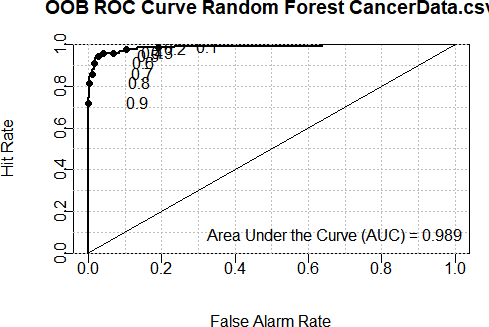 OOB ROC Curve Random Forest CancerData.csv
Hit Rate
1.0
0.8
0.6
0.4
0.2
0.0
0.1
0.2
0.6
0.7
0.8
0.9
Area Under the Curve (AUC) = 0.989
0.0 0.2 0.4 0.6 0.8 1.0
False Alarm Rate